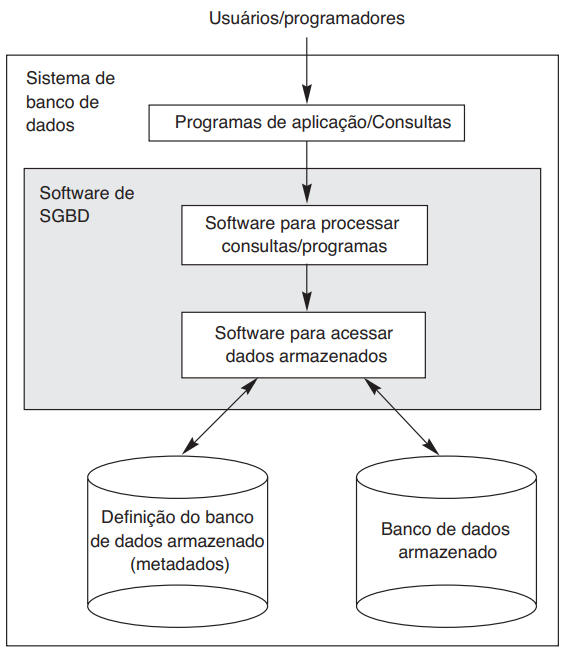 Usuários/programadores
Sistema de
banco de
dados
Programas de aplicação/Consultas
Software de
SGBD
Software para processar
consultas/programas
Software para acessar
dados armazenados
Definição do banco
de dados armazenado
(metadados)
Banco de dados
armazenado